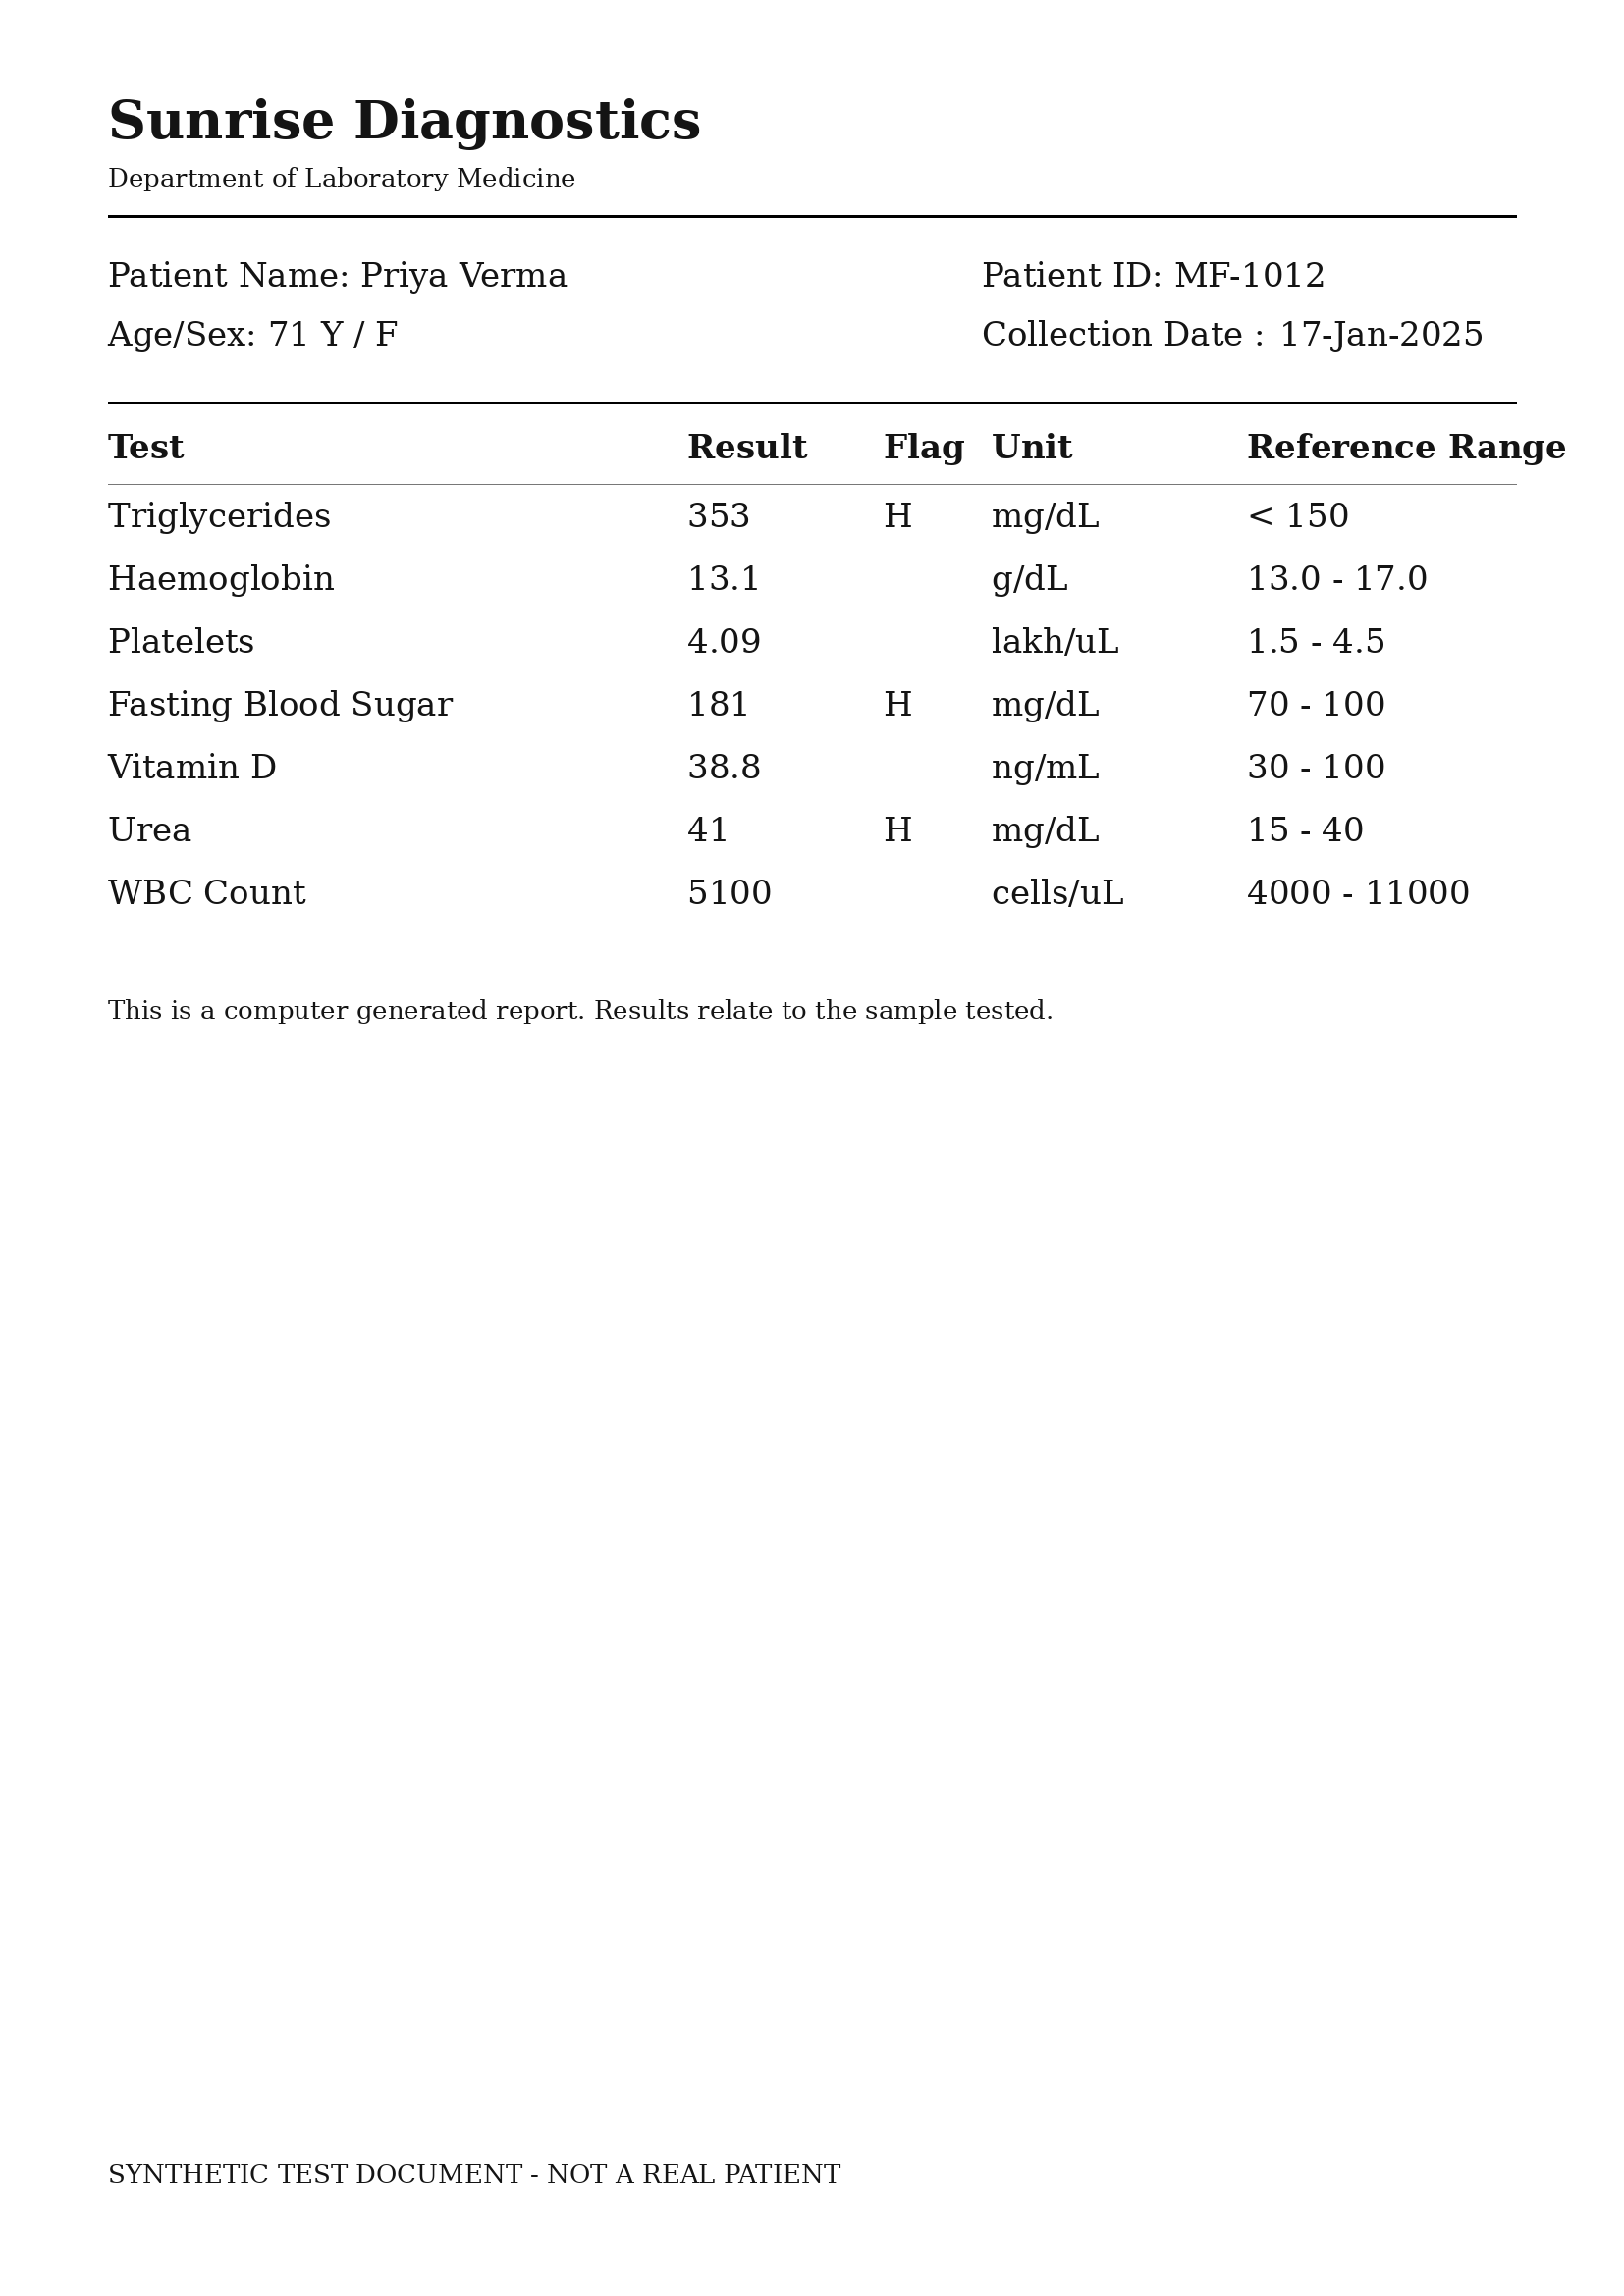 Sunrise Diagnostics
Department of Laboratory Medicine
Patient Name: Priya Verma Patient ID: MF-1012
Age/Sex: 71 Y / F Collection Date : 17-Jan-2025
Test Result Flag Unit Reference Range
Triglycerides 353 H mg/dL < 150
Haemoglobin 13.1 g/dL 13.0 - 17.0
Platelets 4.09 lakh/uL 1.5 - 4.5
Fasting Blood Sugar 181 H mg/dL 70 - 100
Vitamin D 38.8 ng/mL 30 - 100
Urea 41 H mg/dL 15 - 40
WBC Count 5100 cells/uL 4000 - 11000
This is a computer generated report. Results relate to the sample tested.
SYNTHETIC TEST DOCUMENT - NOT A REAL PATIENT